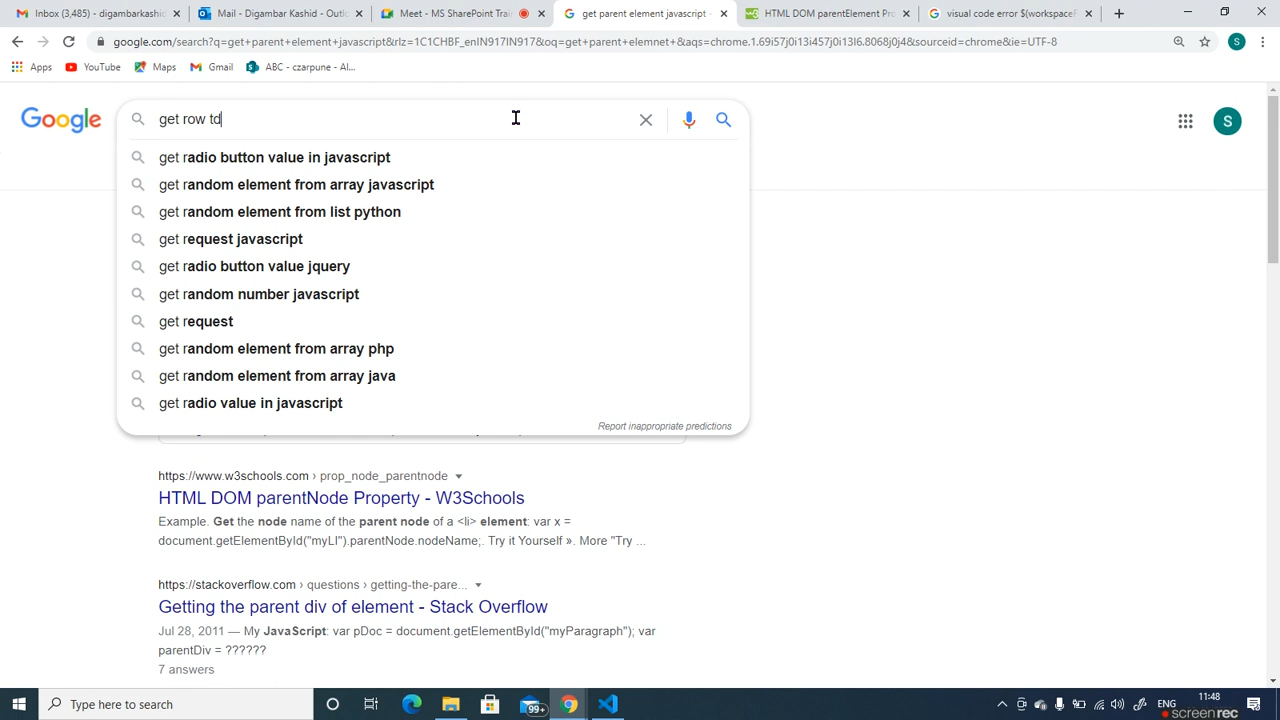 Inbox (3,485) - digambarkashid
Mail - Digambar Kashid - Outl
Meet - MS SharePoint Trai
get parent element javascript -
HTML DOM parentElement Pro
visual code error $(workspaceF
google.com/search?q=get+parent+element+javascript&rlz=1C1CHBF_enIN917IN917&oq=get+parent+elemnet+&aqs=chrome.1.69i57j0i13i457j0i13l6.8068j0j4&sourceid=chrome&ie=UTF-8
S
Apps
YouTube
Maps
Gmail
ABC - czarpune - Al...
Google
get row td
S
get radio button value in javascript
get random element from array javascript
get random element from list python
get request javascript
get radio button value jquery
get random number javascript
get request
get random element from array php
get random element from array java
get radio value in javascript
Report inappropriate predictions
https://www.w3schools.com › prop_node_parentnode
HTML DOM parentNode Property - W3Schools
Example. Get the node name of the parent node of a <li> element: var x =
document.getElementById("myLI").parentNode.nodeName;. Try it Yourself ». More "Try ...
https://stackoverflow.com › questions › getting-the-pare...
Getting the parent div of element - Stack Overflow
Jul 28, 2011 — My JavaScript: var pDoc = document.getElementById("myParagraph"); var
parentDiv = ??????
7 answers
Type here to search
99+
ENG
11:48
screenrec